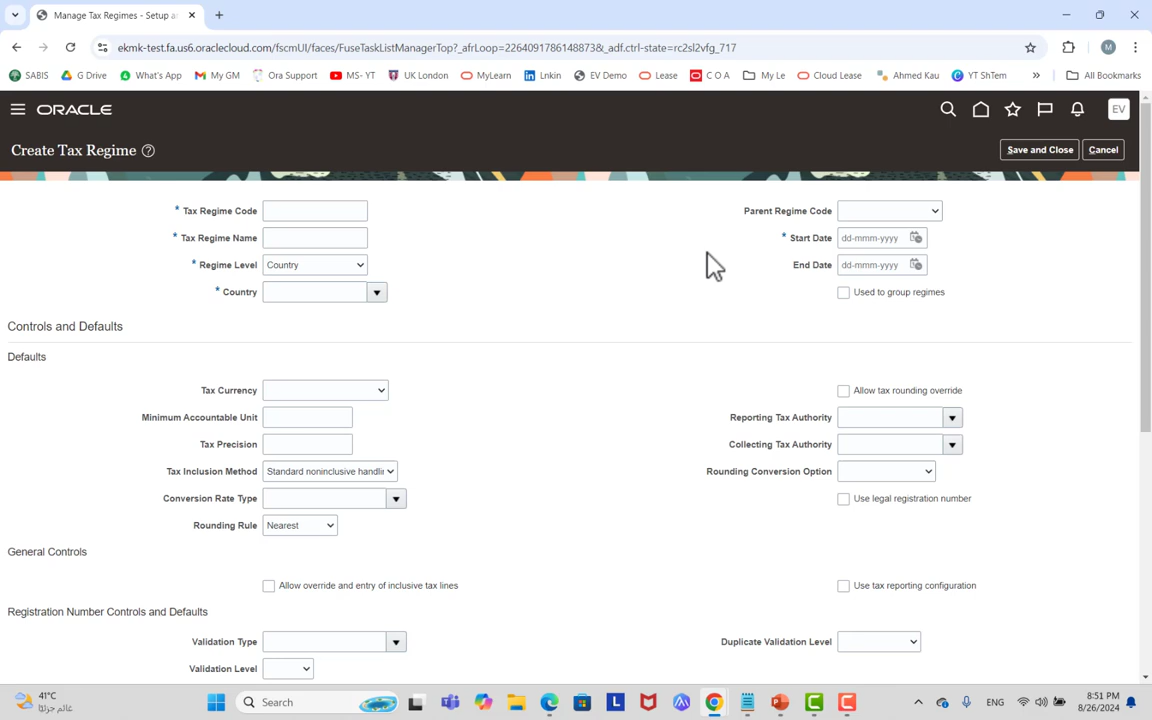 Manage Tax Regimes - Setup an
ekmk-test.fa.us6.oraclecloud.com/fscmUI/faces/FuseTaskListManagerTop?_afrLoop=2264091786148873&_adf.ctrl-state=rc2sl2vfg_717
M
SABIS G Drive What's App My GM Ora Support MS- YT UK London MyLearn Lnkin EV Demo Lease C O A My Le Cloud Lease Ahmed Kau YT ShTem All Bookmarks
ORACLE EV
Create Tax Regime Save and Close Cancel
* Tax Regime Code Parent Regime Code
* Tax Regime Name * Start Date dd-mmm-yyyy
* Regime Level Country End Date dd-mmm-yyyy
* Country Used to group regimes
Controls and Defaults
Defaults
Tax Currency Allow tax rounding override
Minimum Accountable Unit Reporting Tax Authority
Tax Precision Collecting Tax Authority
Tax Inclusion Method Standard noninclusive handlin Rounding Conversion Option
Conversion Rate Type Use legal registration number
Rounding Rule Nearest
General Controls
Allow override and entry of inclusive tax lines Use tax reporting configuration
Registration Number Controls and Defaults
Validation Type Duplicate Validation Level
Validation Level
41°C
غائم جزئيًا
Search
ENG
8:51 PM
8/26/2024